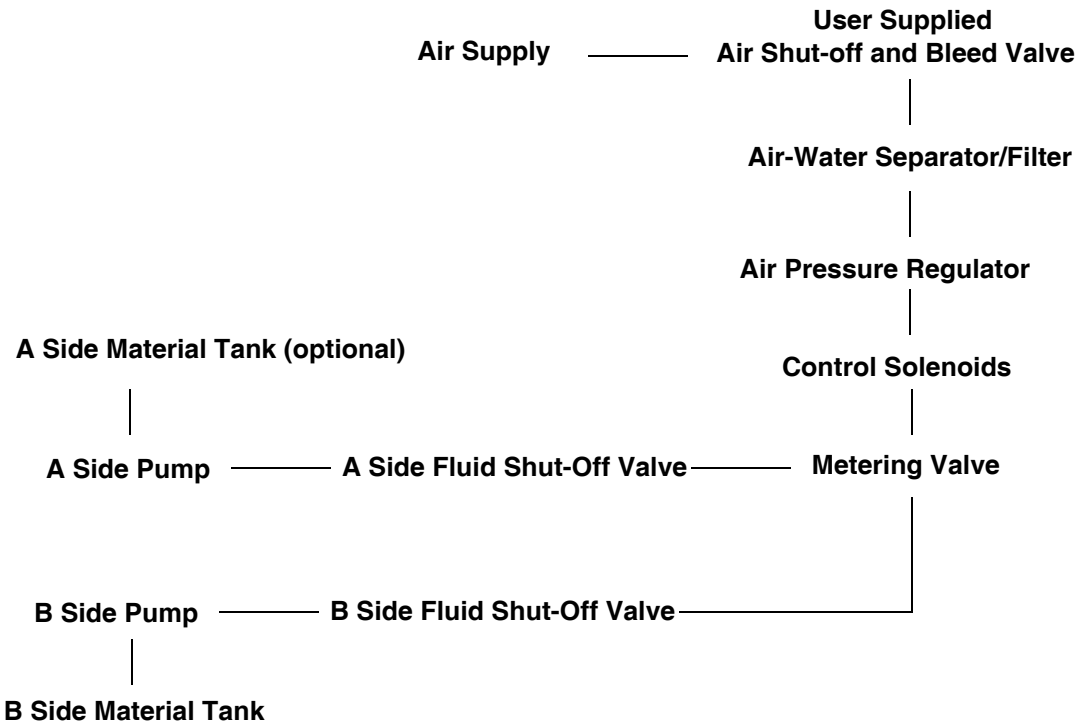 User Supplied
Air Supply
Air Shut-off and Bleed Valve
Air-Water Separator/Filter
Air Pressure Regulator
A Side Material Tank (optional)
Control Solenoids
A Side Pump
A Side Fluid Shut-Off Valve
Metering Valve
B Side Pump
B Side Fluid Shut-Off Valve
B Side Material Tank